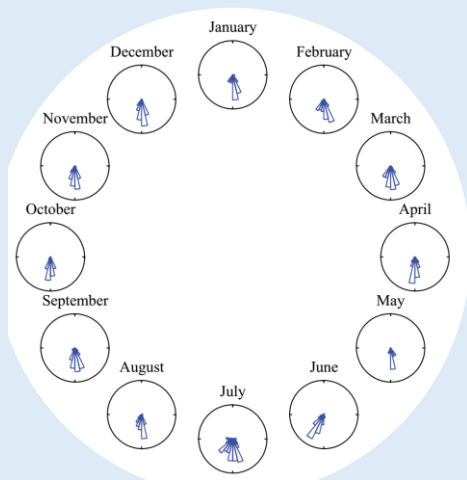 January
December
February
November
March
October
April
September
May
August
June
July